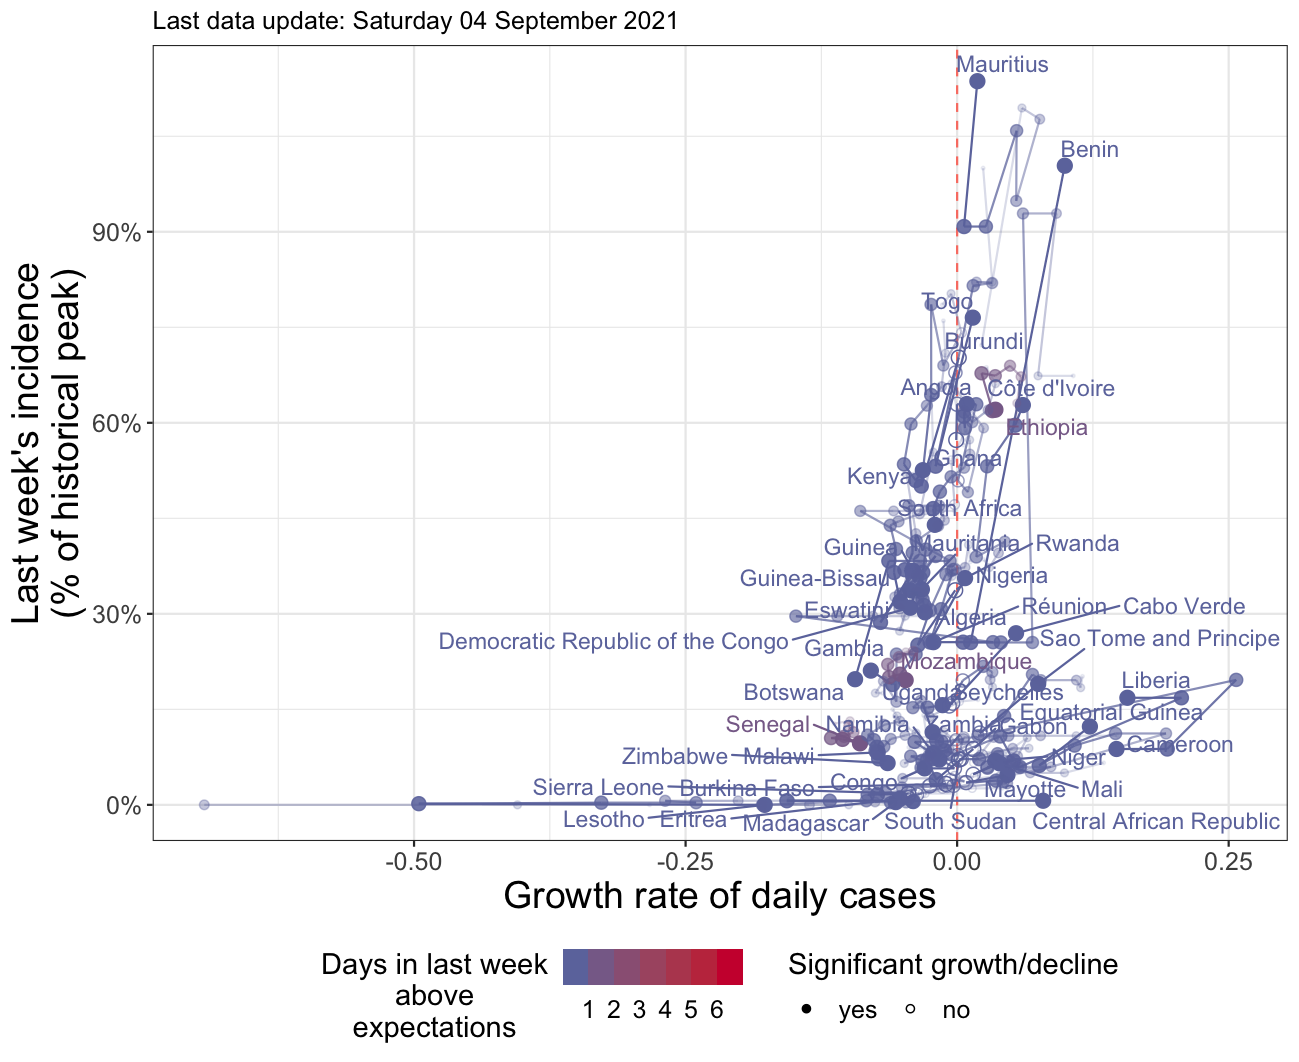 Last data update: Saturday 04 September 2021
Last week's incidence
(% of historical peak)
90%
60%
30%
0%
Mauritius
Benin
Togo
Burundi
Angola
Côte d'Ivoire
Ethiopia
Ghana
Kenya
South Africa
Guinea
Mauritania
Rwanda
Guinea-Bissau
Nigeria
Eswatini
Algeria
Réunion
Cabo Verde
Democratic Republic of the Congo
Gambia
Sao Tome and Principe
Mozambique
Botswana
Uganda
Seychelles
Liberia
Senegal
Namibia
Zambia
Gabon
Equatorial Guinea
Zimbabwe
Malawi
Niger
Cameroon
Sierra Leone
Burkina Faso
Congo
Mayotte
Mali
Lesotho
Eritrea
Madagascar
South Sudan
Central African Republic
-0.50
-0.25
0.00
0.25
Growth rate of daily cases
Days in last week
above
expectations
1 2 3 4 5 6
Significant growth/decline
yes
no